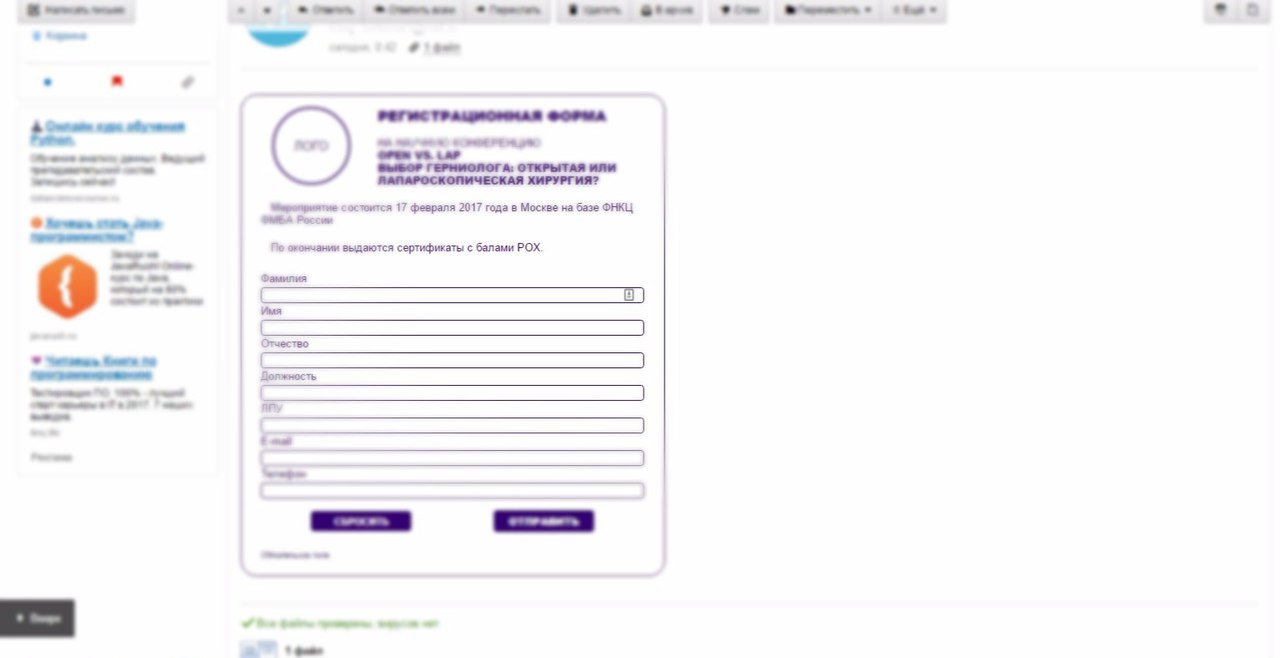 Написать письмо
Ответить
Ответить всем
Переслать
Удалить
В архив
Спам
Переместить
Ещё
Корзина
сегодня, 9:42
1 файл
Онлайн курс обучения
Python.
Обучение анализу данных. Ведущий
преподавательский состав.
Запишись сейчас!
Хочешь стать Java-
программистом?
Заходи на
JavaRush! Online-
курс по Java,
который на 80%
состоит из практики
javarush.ru
Читаешь Книги по
программированию
Тестировщик ПО. 100% - лучший
старт карьеры в IT в 2017. 7 наших
выводов.
Реклама
ЛОГО
РЕГИСТРАЦИОННАЯ ФОРМА
НА НАУЧНУЮ КОНФЕРЕНЦИЮ
OPEN VS. LAP
ВЫБОР ГЕРНИОЛОГА: ОТКРЫТАЯ ИЛИ
ЛАПАРОСКОПИЧЕСКАЯ ХИРУРГИЯ?
Мероприятие состоится 17 февраля 2017 года в Москве на базе ФНКЦ
ФМБА России
По окончании выдаются сертификаты с балами РОХ.
Фамилия
Имя
Отчество
Должность
ЛПУ
E-mail
Телефон
СБРОСИТЬ
ОТПРАВИТЬ
Обязательное поле
Вверх
Все файлы проверены, вирусов нет
1 файл